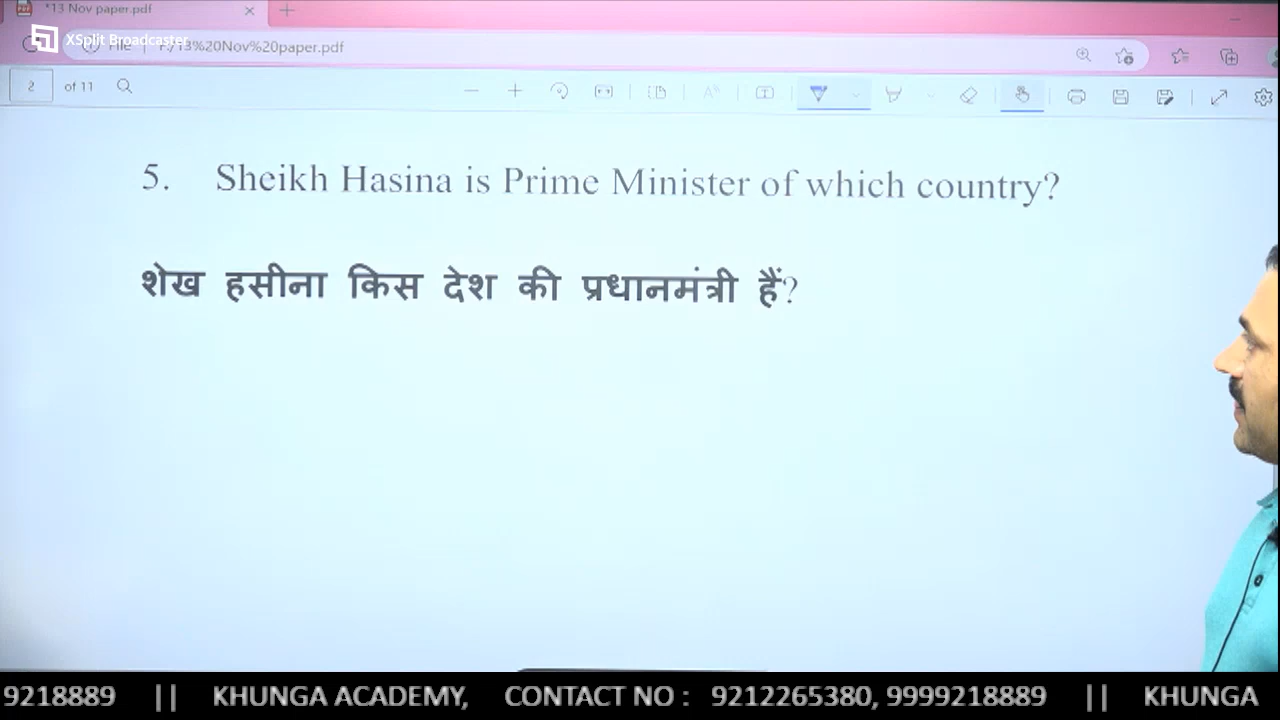 *13 Nov paper.pdf
XSplit Broadcaster
File
13%20Nov%20paper.pdf
2 of 11
5. Sheikh Hasina is Prime Minister of which country?
शेख हसीना किस देश की प्रधानमंत्री हैं?
9218889 || KHUNGA ACADEMY, CONTACT NO : 9212265380, 9999218889 || KHUNGA